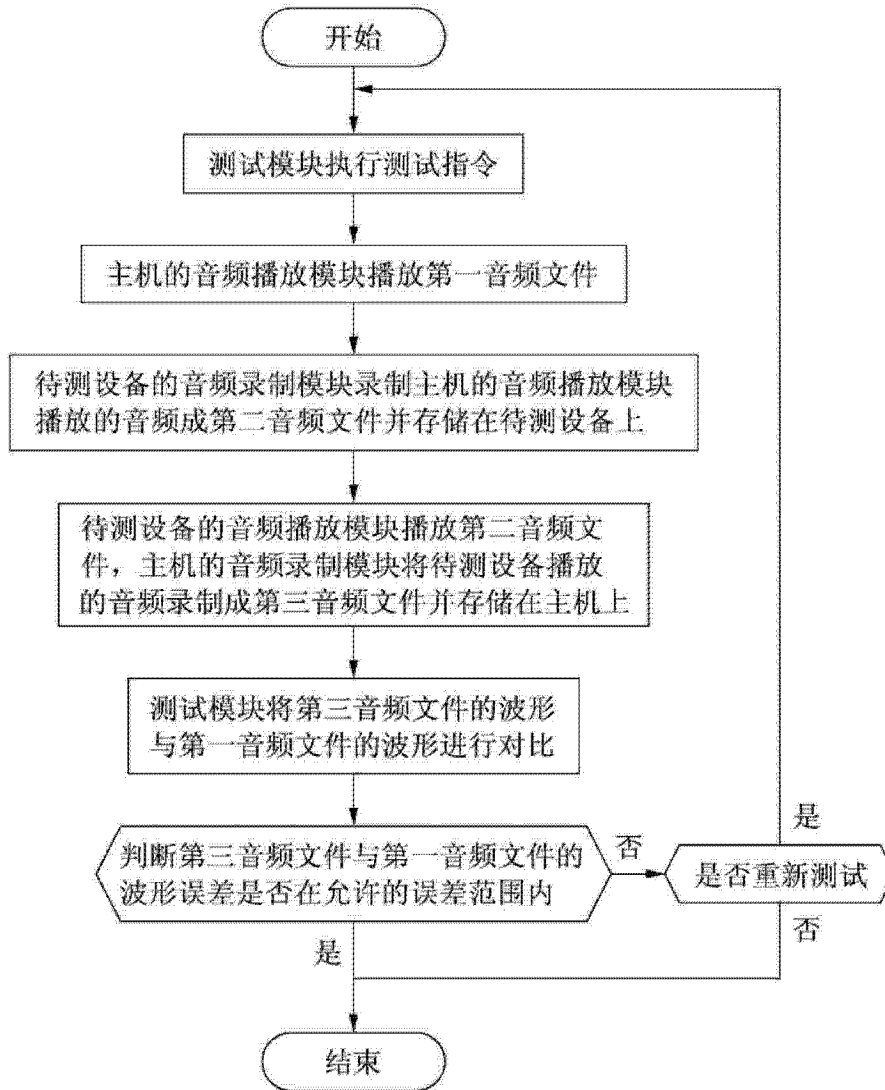 开始
测试模块执行测试指令
主机的音频播放模块播放第一音频文件
待测设备的音频录制模块录制主机的音频播放模块
播放的音频成第二音频文件并存储在待测设备上
待测设备的音频播放模块播放第二音频文
件，主机的音频录制模块将待测设备播放
的音频录制成第三音频文件并存储在主机上
测试模块将第三音频文件的波形
与第一音频文件的波形进行对比
判断第三音频文件与第一音频文件的
波形误差是否在允许的误差范围内
否
是否重新测试
是
否
是
结束